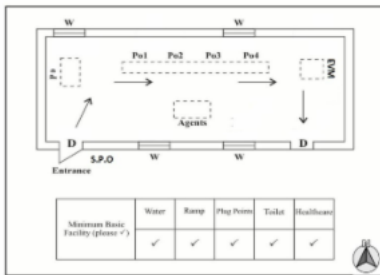 W W
Po1 Po2 Po3 Po4
Po
EVM
Agents
D D
S.P.O
Entrance
W W
Minimum Basic Facility (please ✓) Water Ramp Plug Points Toilet Healthcare
✓ ✓ ✓ ✓ ✓
N